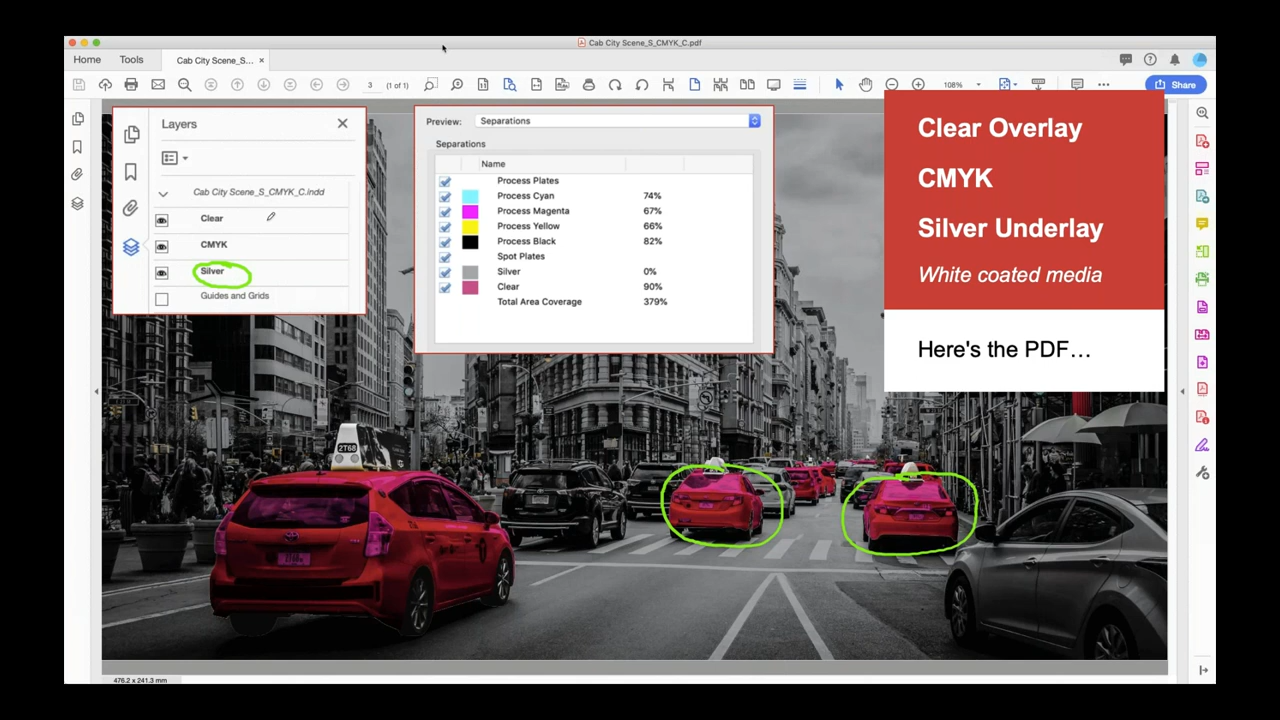 Cab City Scene_S_CMYK_C.pdf
Home
Tools
Cab City Scene_S... ×
3 (1 of 1)
108%
Share
Layers
Cab City Scene_S_CMYK_C.indd
Clear
CMYK
Silver
Guides and Grids
Preview: Separations
Separations
Name
Process Plates
Process Cyan 74%
Process Magenta 67%
Process Yellow 66%
Process Black 82%
Spot Plates
Silver 0%
Clear 90%
Total Area Coverage 379%
Clear Overlay
CMYK
Silver Underlay
White coated media
Here's the PDF…
2T68
476.2 x 241.3 mm